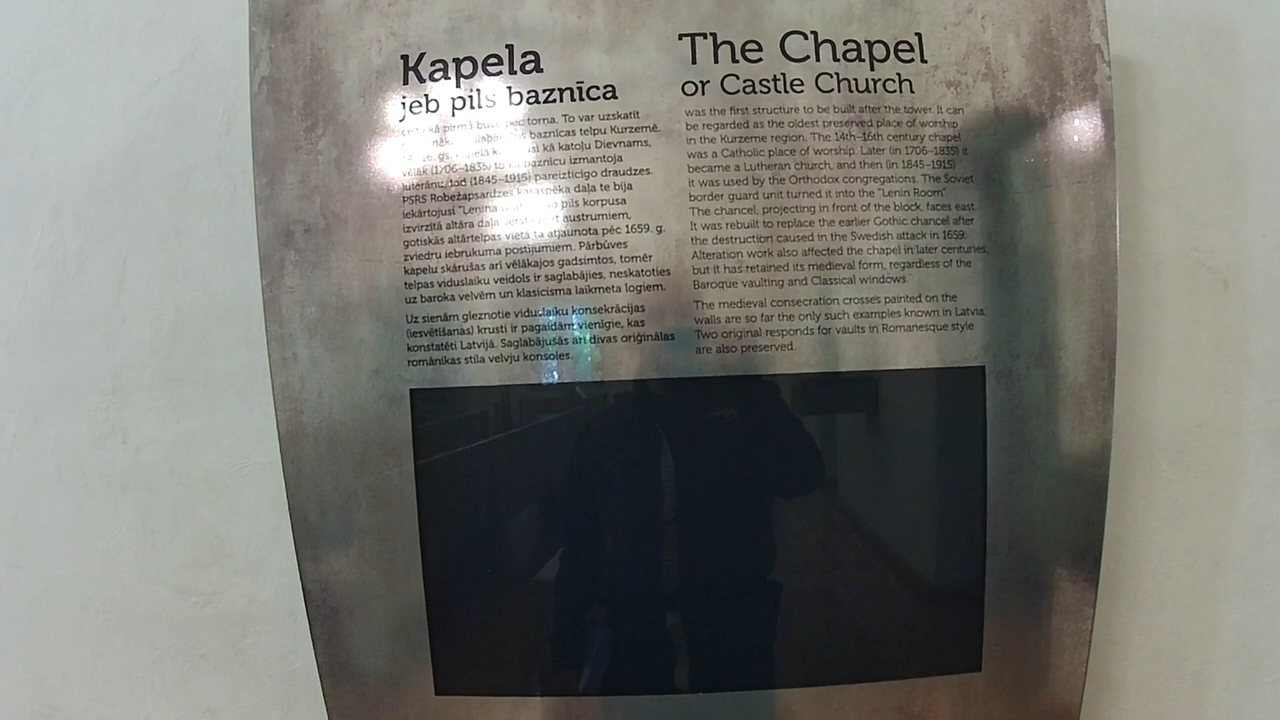 Kapela
jeb pils baznīca
torņa. To var uzskatīt
baznīcas telpu Kurzemē.
kā katoļu Dievnams,
vēlāk (1706–1835) to baznīcu izmantoja
luterāņu, tad (1845–1915) pareizticīgo draudzes.
PSRS Robežapsardzes karaspēka daļa te bija
iekārtojusi "Ļeņina pils korpusa
izvirzītā altāra daļa vērsta pret austrumiem,
gotiskās altārtelpas vietā tā atjaunota pēc 1659. g.
zviedru iebrukuma postījumiem. Pārbūves
kapelu skārušas arī vēlākajos gadsimtos, tomēr
telpas viduslaiku veidols ir saglabājies, neskatoties
uz baroka velvēm un klasicisma laikmeta logiem.
Uz sienām gleznotie viduslaiku konsekrācijas
(iesvētīšanas) krusti ir pagaidām vienīgie, kas
konstatēti Latvijā. Saglabājušās arī divas oriģinālas
romānikas stila velvju konsoles.
The Chapel
or Castle Church
was the first structure to be built after the tower. It can
be regarded as the oldest preserved place of worship
in the Kurzeme region. The 14th–16th century chapel
was a Catholic place of worship. Later (in 1706–1835) it
became a Lutheran church, and then (in 1845–1915)
it was used by the Orthodox congregations. The Soviet
border guard unit turned it into the "Lenin Room".
The chancel, projecting in front of the block, faces east.
It was rebuilt to replace the earlier Gothic chancel after
the destruction caused in the Swedish attack in 1659.
Alteration work also affected the chapel in later centuries,
but it has retained its medieval form, regardless of the
Baroque vaulting and Classical windows.
The medieval consecration crosses painted on the
walls are so far the only such examples known in Latvia.
Two original responds for vaults in Romanesque style
are also preserved.